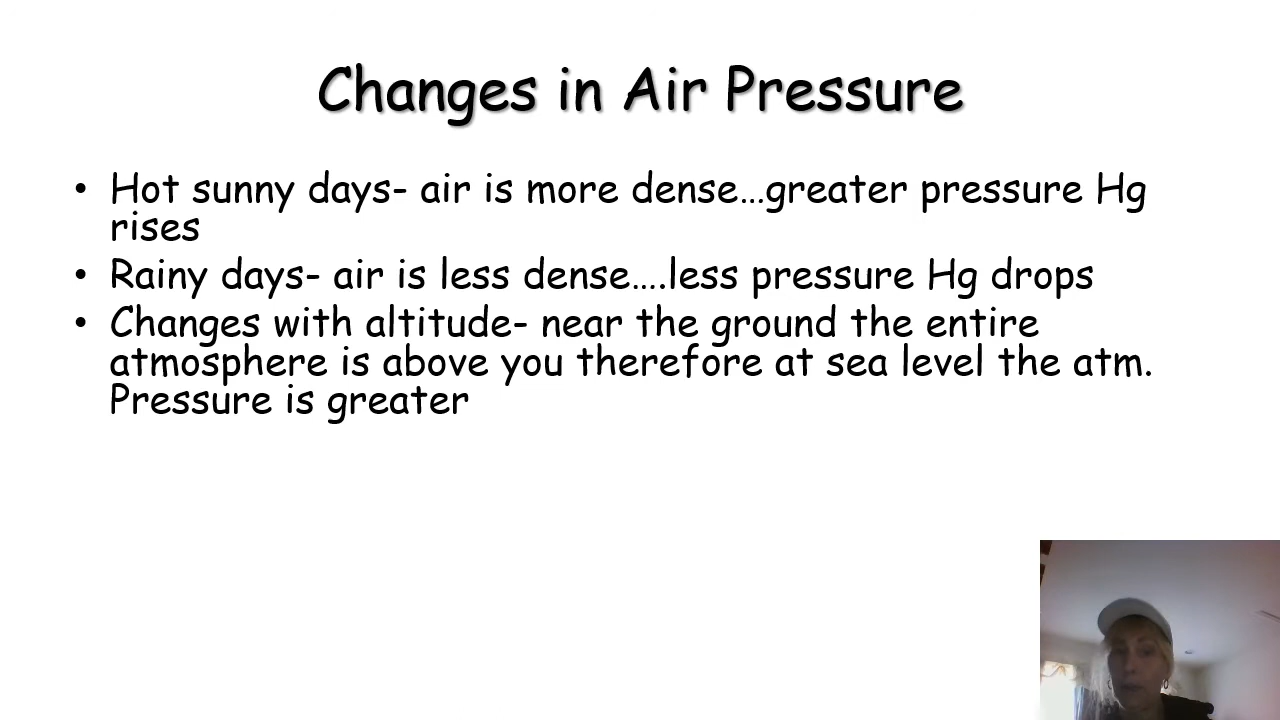 Changes in Air Pressure
• Hot sunny days- air is more dense…greater pressure Hg
rises
• Rainy days- air is less dense….less pressure Hg drops
• Changes with altitude- near the ground the entire
atmosphere is above you therefore at sea level the atm.
Pressure is greater